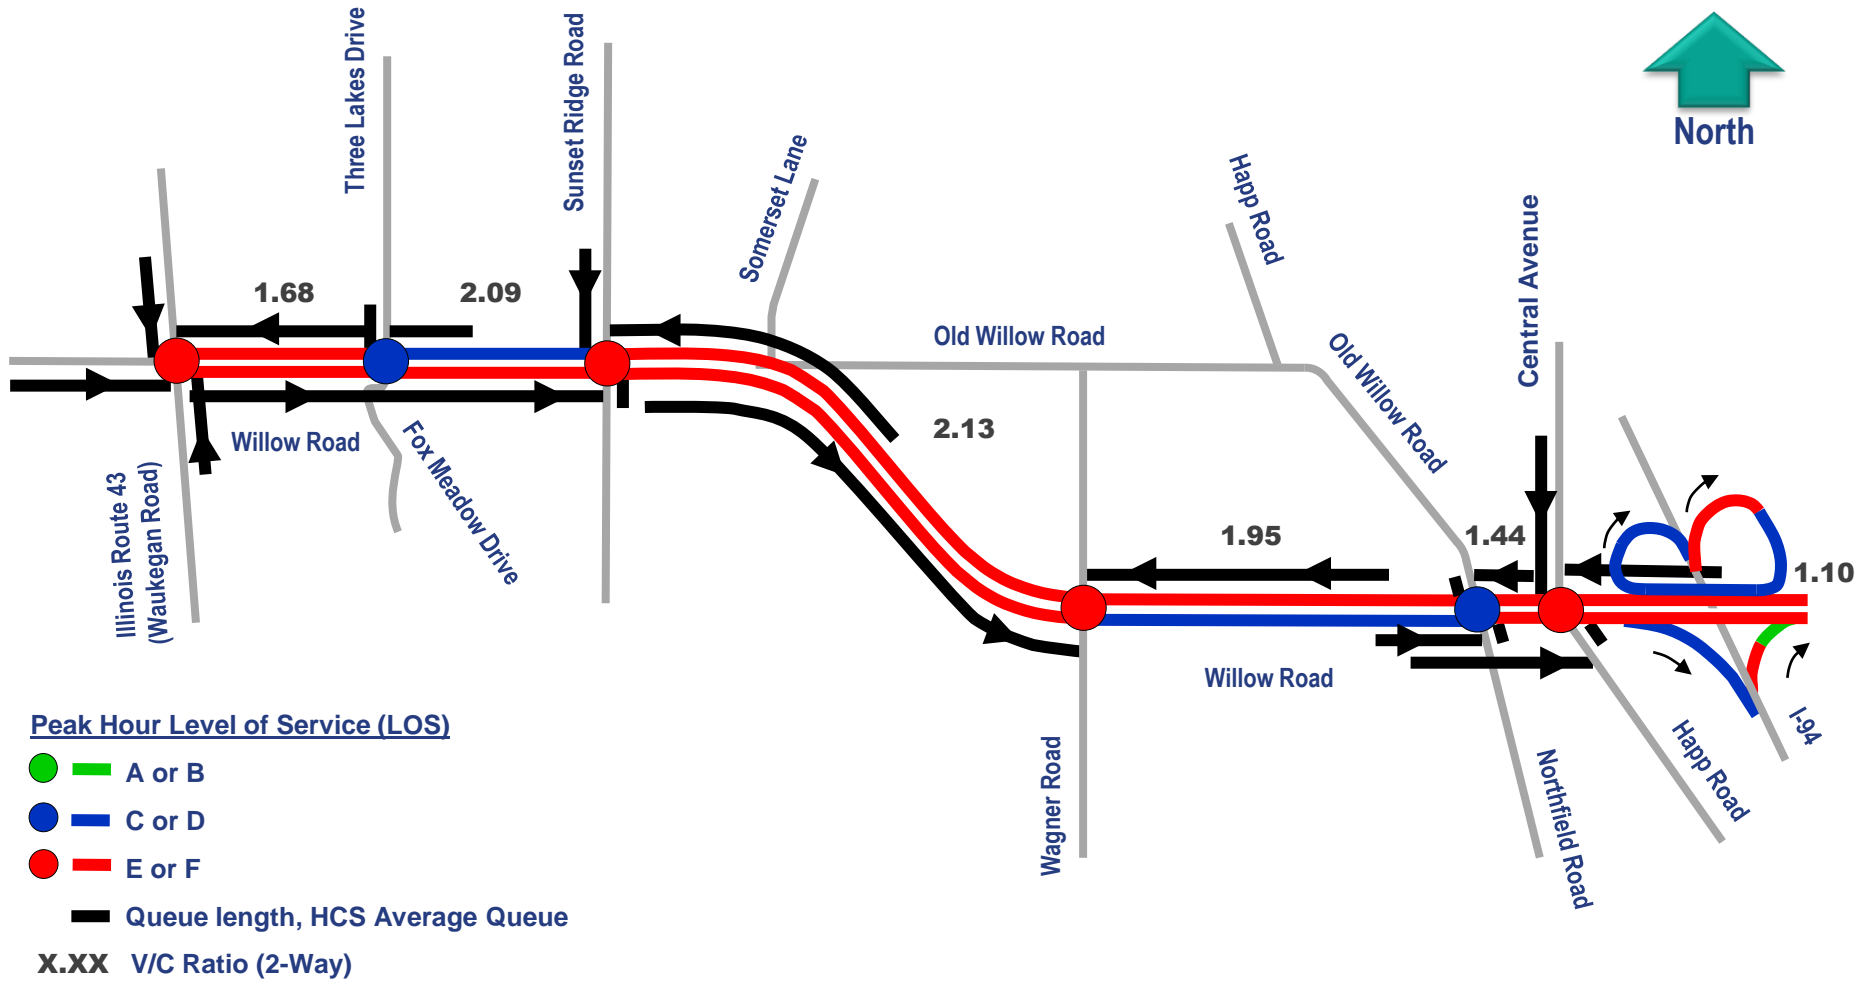 North
Three Lakes Drive
Sunset Ridge Road
Somerset Lane
Happ Road
Central Avenue
1.68
2.09
Old Willow Road
Old Willow Road
2.13
Willow Road
Fox Meadow Drive
Illinois Route 43
(Waukegan Road)
1.95
1.44
1.10
Willow Road
I-94
Happ Road
Wagner Road
Northfield Road
Peak Hour Level of Service (LOS)
A or B
C or D
E or F
Queue length, HCS Average Queue
X.XX V/C Ratio (2-Way)